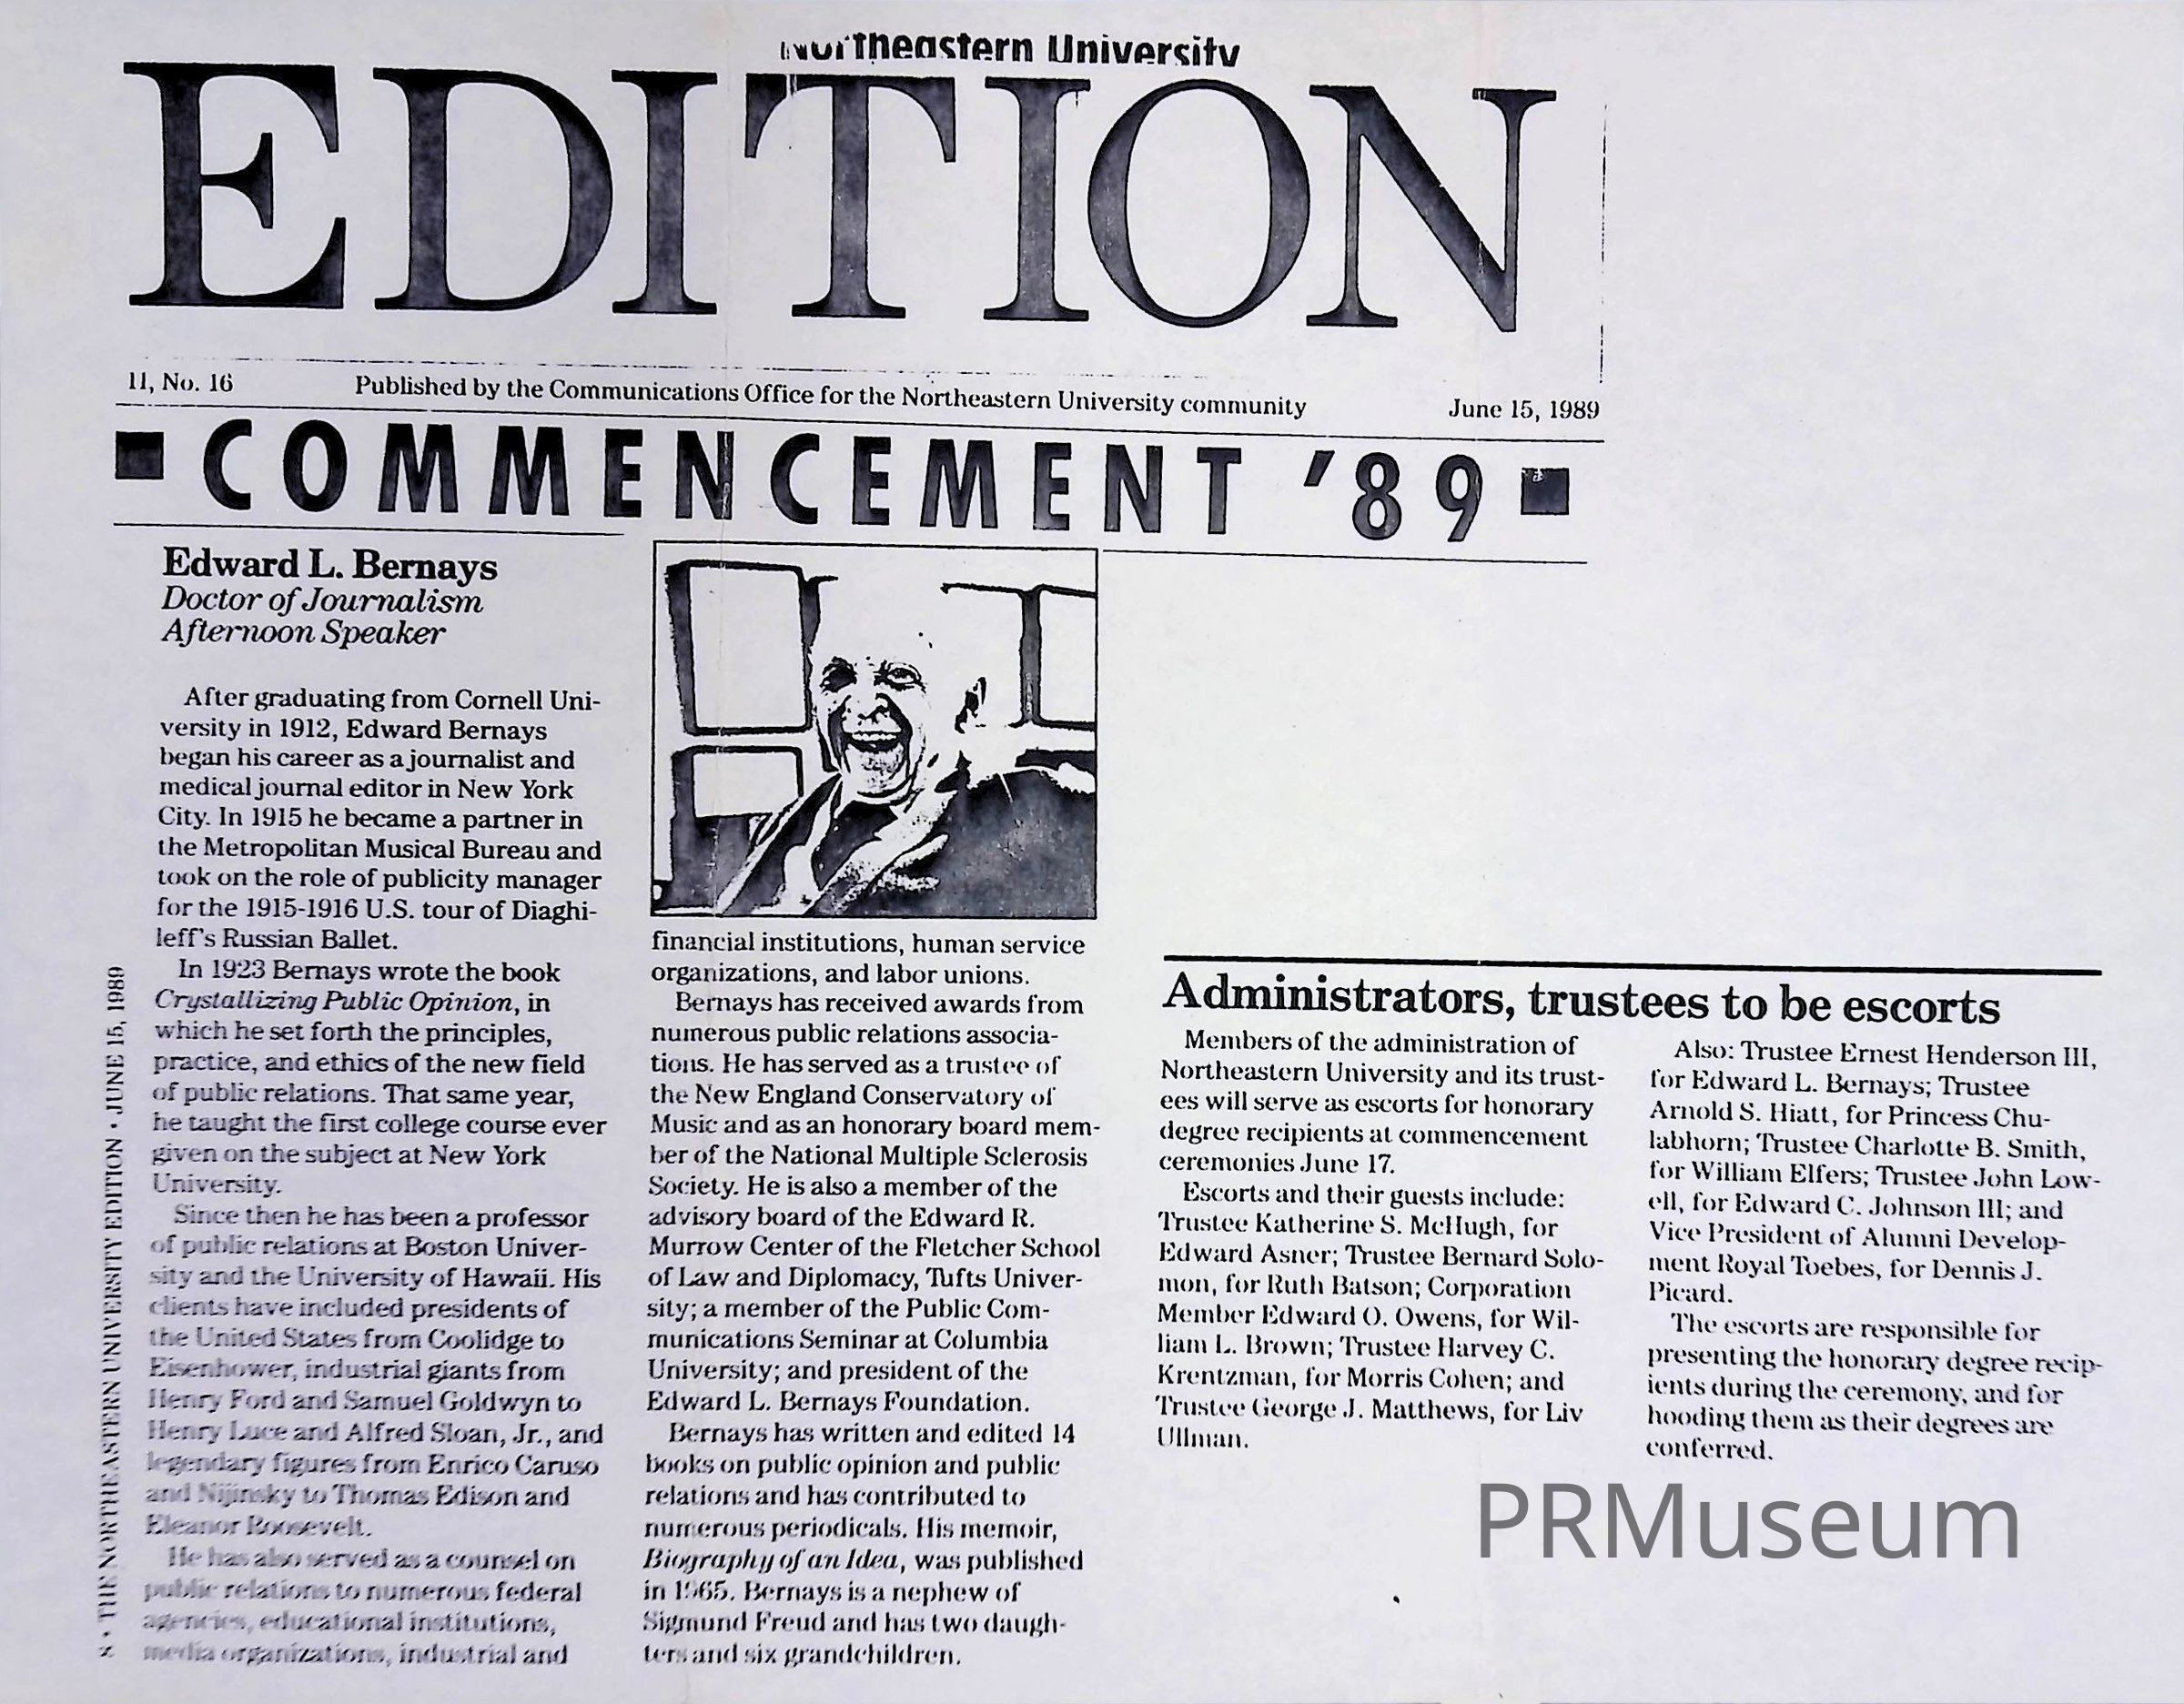 Northeastern University
EDITION
11, No. 16
Published by the Communications Office for the Northeastern University community
June 15, 1989
COMMENCEMENT '89
Edward L. Bernays
Doctor of Journalism
Afternoon Speaker
After graduating from Cornell Uni-
versity in 1912, Edward Bernays
began his career as a journalist and
medical journal editor in New York
City. In 1915 he became a partner in
the Metropolitan Musical Bureau and
took on the role of publicity manager
for the 1915-1916 U.S. tour of Diaghi-
leff's Russian Ballet.
In 1923 Bernays wrote the book
Crystallizing Public Opinion, in
which he set forth the principles,
practice, and ethics of the new field
of public relations. That same year,
he taught the first college course ever
given on the subject at New York
University.
Since then he has been a professor
of public relations at Boston Univer-
sity and the University of Hawaii. His
clients have included presidents of
the United States from Coolidge to
Eisenhower, industrial giants from
Henry Ford and Samuel Goldwyn to
Henry Luce and Alfred Sloan, Jr., and
legendary figures from Enrico Caruso
and Nijinsky to Thomas Edison and
Eleanor Roosevelt.
He has also served as a counsel on
public relations to numerous federal
agencies, educational institutions,
media organizations, industrial and
financial institutions, human service
organizations, and labor unions.
Bernays has received awards from
numerous public relations associa-
tions. He has served as a trustee of
the New England Conservatory of
Music and as an honorary board mem-
ber of the National Multiple Sclerosis
Society. He is also a member of the
advisory board of the Edward R.
Murrow Center of the Fletcher School
of Law and Diplomacy, Tufts Univer-
sity; a member of the Public Com-
munications Seminar at Columbia
University; and president of the
Edward L. Bernays Foundation.
Bernays has written and edited 14
books on public opinion and public
relations and has contributed to
numerous periodicals. His memoir,
Biography of an Idea, was published
in 1965. Bernays is a nephew of
Sigmund Freud and has two daugh-
ters and six grandchildren.
Administrators, trustees to be escorts
Members of the administration of
Northeastern University and its trust-
ees will serve as escorts for honorary
degree recipients at commencement
ceremonies June 17.
Escorts and their guests include:
Trustee Katherine S. McHugh, for
Edward Asner; Trustee Bernard Solo-
mon, for Ruth Batson; Corporation
Member Edward O. Owens, for Wil-
liam L. Brown; Trustee Harvey C.
Krentzman, for Morris Cohen; and
Trustee George J. Matthews, for Liv
Ullman.
Also: Trustee Ernest Henderson III,
for Edward L. Bernays; Trustee
Arnold S. Hiatt, for Princess Chu-
labhorn; Trustee Charlotte B. Smith,
for William Elfers; Trustee John Low-
ell, for Edward C. Johnson III; and
Vice President of Alumni Develop-
ment Royal Toebes, for Dennis J.
Picard.
The escorts are responsible for
presenting the honorary degree recip-
ients during the ceremony, and for
hooding them as their degrees are
conferred.
8 • THE NORTHEASTERN UNIVERSITY EDITION • JUNE 15, 1989
PRMuseum